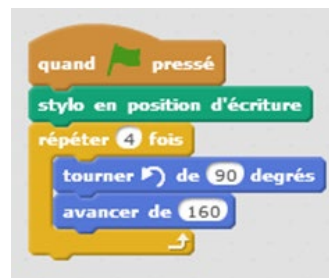 quand pressé
stylo en position d'écriture
répéter 4 fois
tourner de 90 degrés
avancer de 160